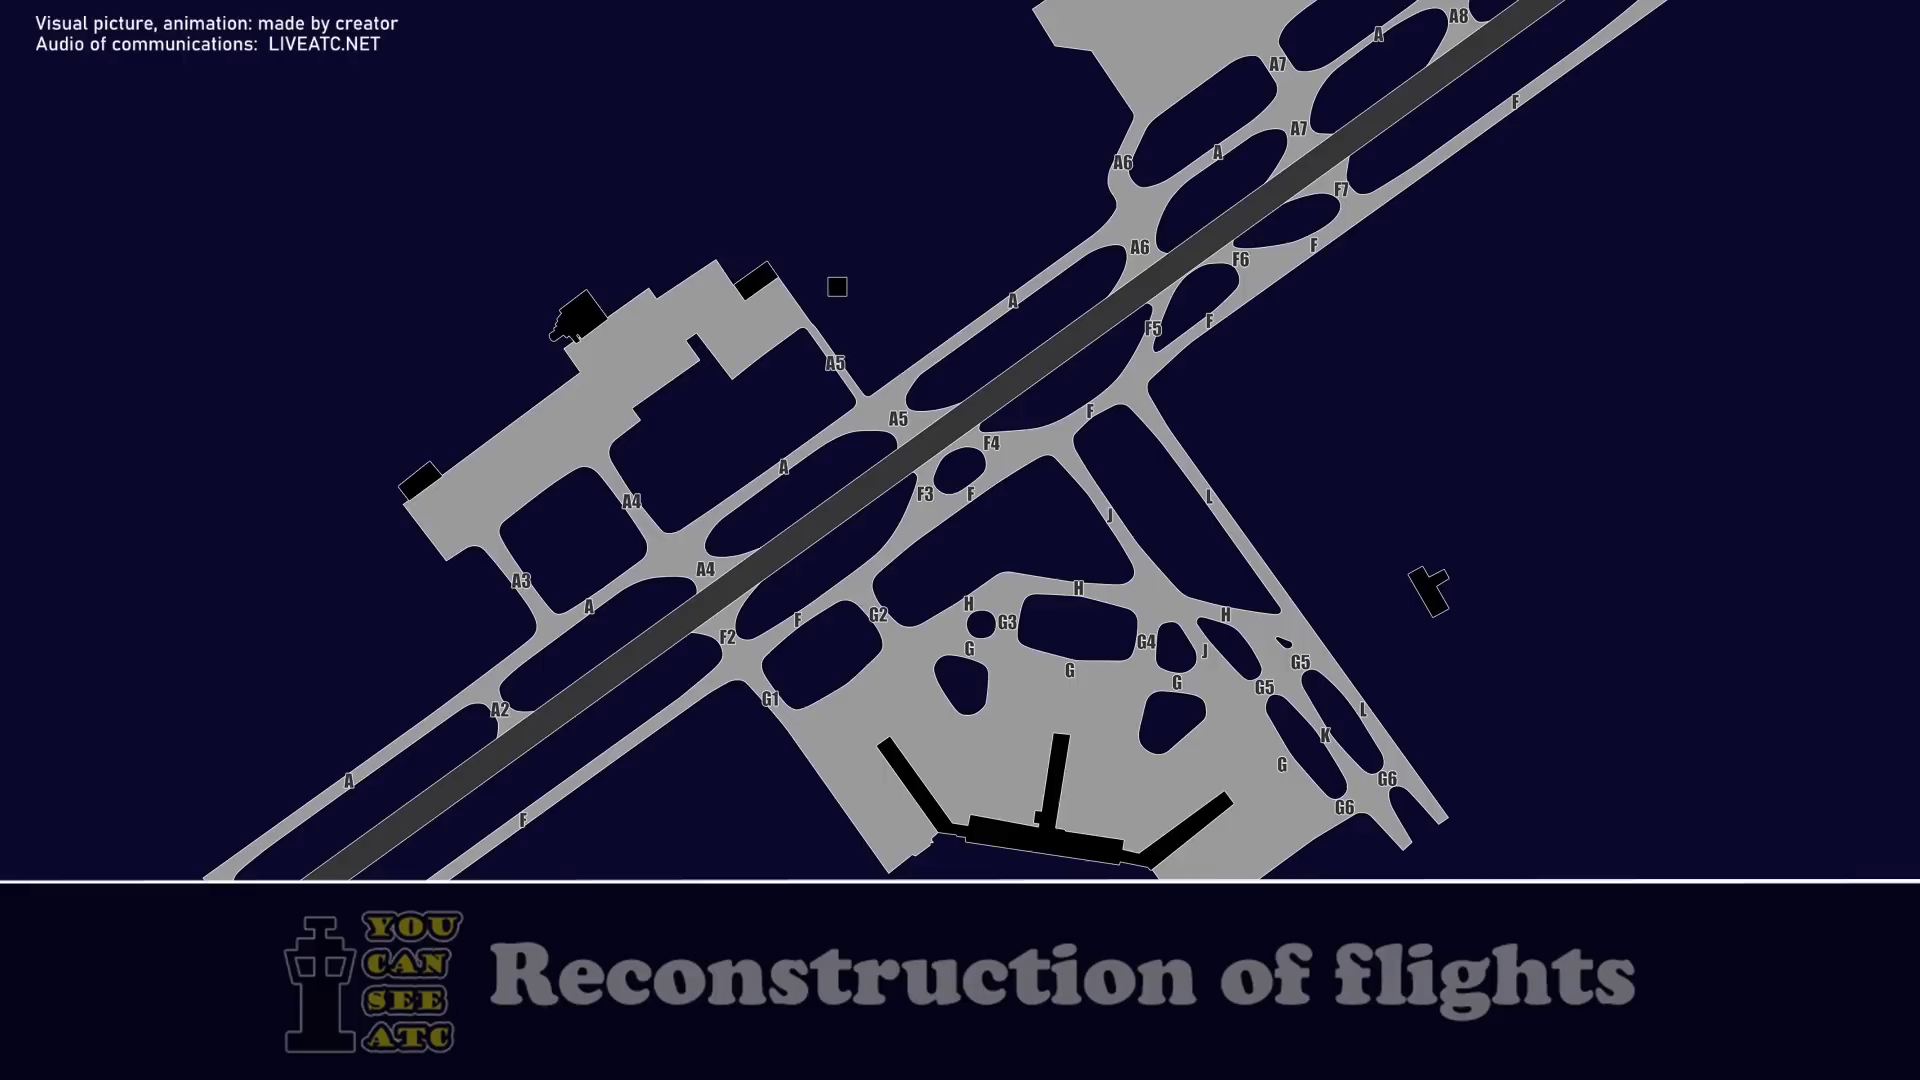 Visual picture, animation: made by creator
Audio of communications: LIVEATC.NET
A8
A
A7
F
A7
A
A6
F7
A6
F
F6
A
F
F5
A5
F
A5
F4
A
F3
F
L
A4
J
A4
A3
H
A
H
G2
F
G3
H
F2
G4
G
J
G
G5
G
G5
G1
A2
L
K
G
A
G6
G6
F
YOU
CAN
SEE
ATC
Reconstruction of flights